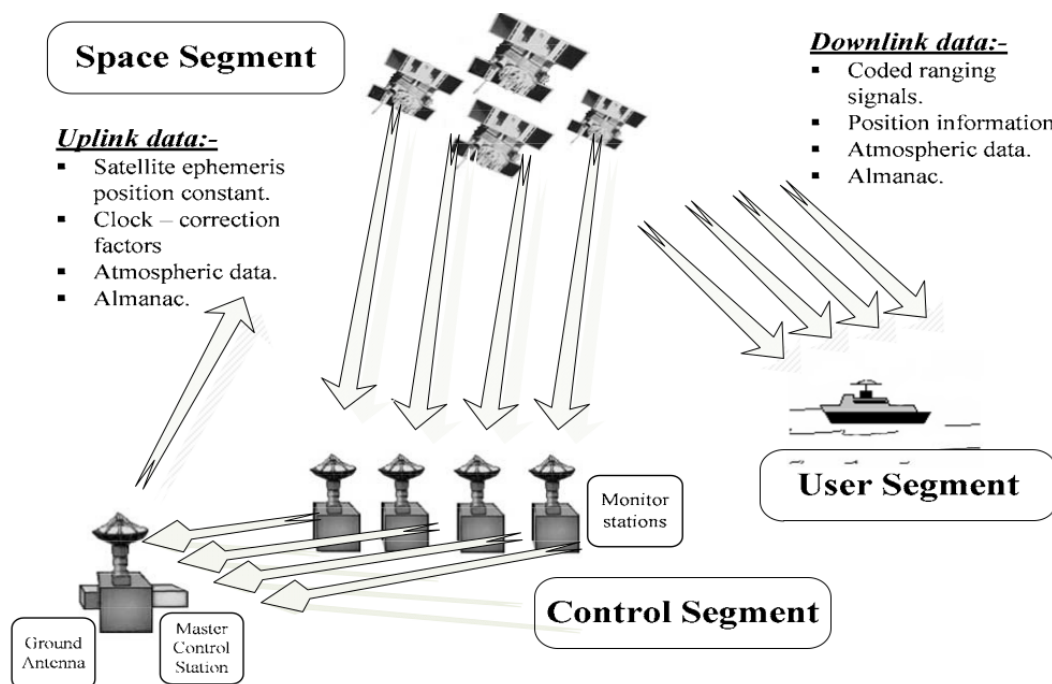 Space Segment
Uplink data:-
▪ Satellite ephemeris
position constant.
▪ Clock – correction
factors
▪ Atmospheric data.
▪ Almanac.
Downlink data:-
▪ Coded ranging
signals.
▪ Position information
▪ Atmospheric data.
▪ Almanac.
Monitor
stations
User Segment
Control Segment
Ground
Antenna
Master
Control
Station